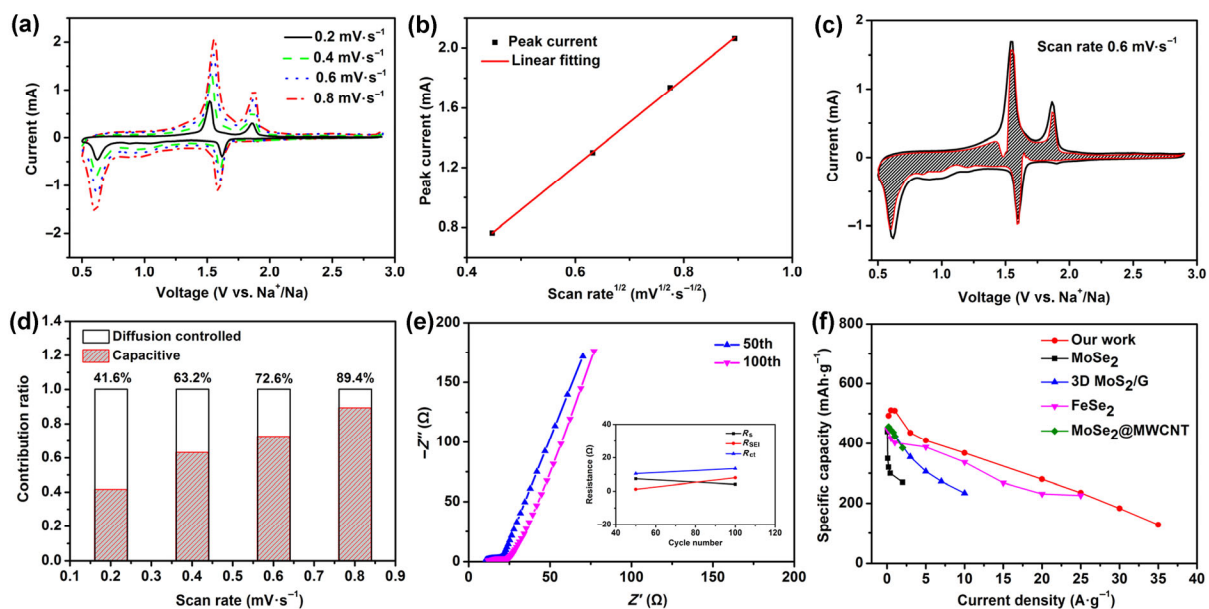 (a)
0.2 mV·s⁻¹
0.4 mV·s⁻¹
0.6 mV·s⁻¹
0.8 mV·s⁻¹
Current (mA)
2
1
0
−1
−2
0.5 1.0 1.5 2.0 2.5 3.0
Voltage (V vs. Na⁺/Na)
(b)
Peak current
Linear fitting
Peak current (mA)
2.0
1.6
1.2
0.8
0.4 0.6 0.8 1.0
Scan rate¹ᐟ² (mV¹ᐟ²·s⁻¹ᐟ²)
(c)
Scan rate 0.6 mV·s⁻¹
Current (mA)
2
1
0
−1
0.5 1.0 1.5 2.0 2.5 3.0
Voltage (V vs. Na⁺/Na)
(d)
Diffusion controlled
Capacitive
41.6% 63.2% 72.6% 89.4%
Contribution ratio
1.4
1.2
1.0
0.8
0.6
0.4
0.2
0.0
0.1 0.2 0.3 0.4 0.5 0.6 0.7 0.8 0.9
Scan rate (mV·s⁻¹)
(e)
50th
100th
−Z″ (Ω)
200
150
100
50
0
0 50 100 150 200
Z′ (Ω)
Rs
RSEI
Rct
Resistance (Ω)
60
40
20
0
−20
40 60 80 100 120
Cycle number
(f)
Our work
MoSe₂
3D MoS₂/G
FeSe₂
MoSe₂@MWCNT
Specific capacity (mAh·g⁻¹)
800
600
400
200
0
0 5 10 15 20 25 30 35 40
Current density (A·g⁻¹)